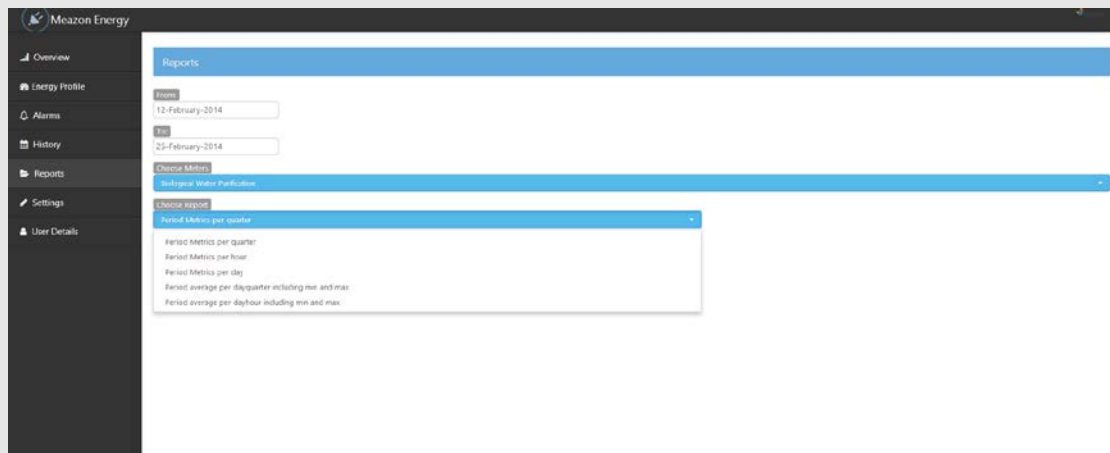 Meazon Energy
Overview
Energy Profile
Alarms
History
Reports
Settings
User Details
Reports
From:
12-February-2014
To:
25-February-2014
Choose Meters
Biological Water Purification
Choose Report
Period Metrics per quarter
Period Metrics per quarter
Period Metrics per hour
Period Metrics per day
Period average per dayquarter including min and max
Period average per dayhour including min and max